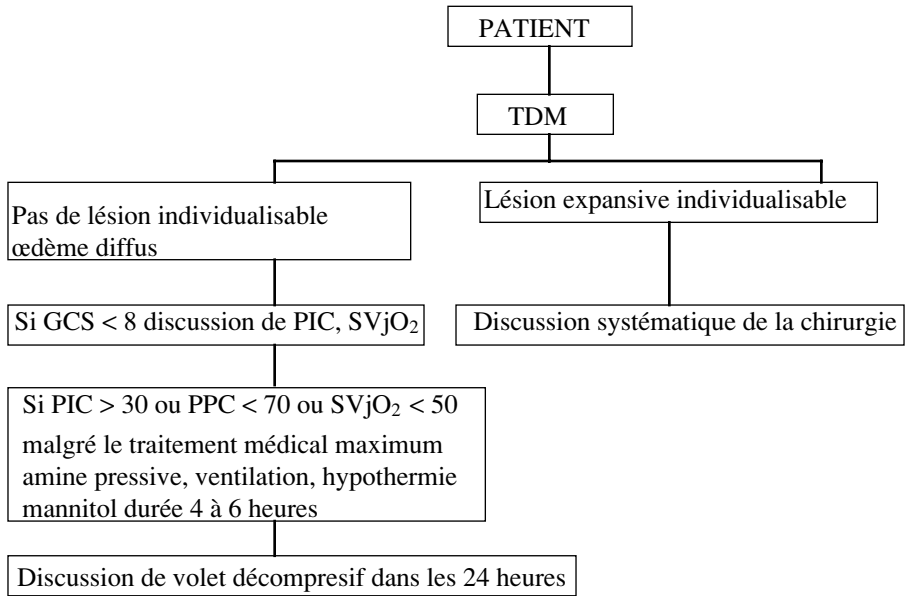 PATIENT
TDM
Pas de lésion individualisable
œdème diffus
Lésion expansive individualisable
Si GCS < 8 discussion de PIC, SVjO₂
Discussion systématique de la chirurgie
Si PIC > 30 ou PPC < 70 ou SVjO₂ < 50
malgré le traitement médical maximum
amine pressive, ventilation, hypothermie
mannitol durée 4 à 6 heures
Discussion de volet décompresif dans les 24 heures